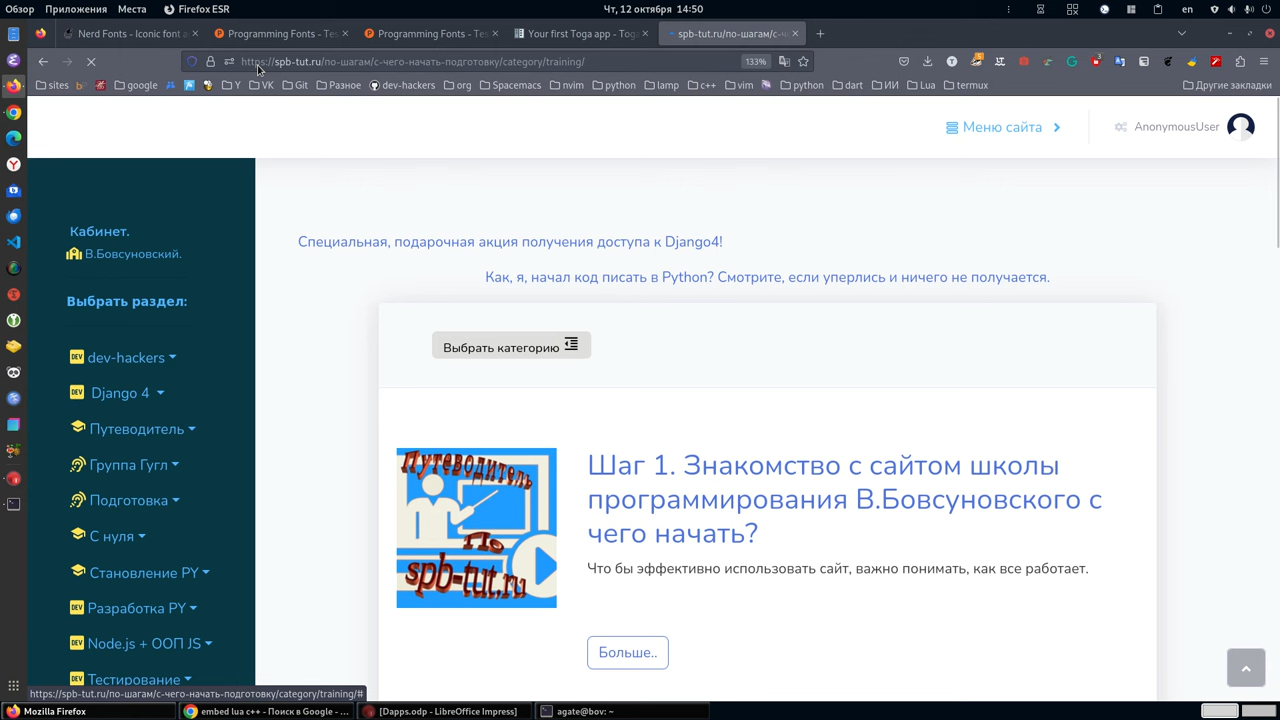 Обзор Приложения Места Firefox ESR Чт, 12 октября 14:50 en
Nerd Fonts - Iconic font a Programming Fonts - Tes Programming Fonts - Tes Your first Toga app - Tog spb-tut.ru/по-шагам/с-че
https://spb-tut.ru/по-шагам/с-чего-начать-подготовку/category/training/ 133%
sites google Y VK Git Разное dev-hackers org Spacemacs nvim python lamp c++ vim python dart ИИ Lua termux Другие закладки
Меню сайта AnonymousUser
Кабинет.
В.Бовсуновский.
Выбрать раздел:
dev-hackers
Django 4
Путеводитель
Группа Гугл
Подготовка
С нуля
Становление PY
Разработка PY
Node.js + ООП JS
Тестирование
Специальная, подарочная акция получения доступа к Django4!
Как, я, начал код писать в Python? Смотрите, если уперлись и ничего не получается.
Выбрать категорию
Путеводитель
По
spb-tut.ru
Шаг 1. Знакомство с сайтом школы
программирования В.Бовсуновского с
чего начать?
Что бы эффективно использовать сайт, важно понимать, как все работает.
Больше..
https://spb-tut.ru/по-шагам/с-чего-начать-подготовку/category/training/#
Mozilla Firefox embed lua c++ - Поиск в Google - ... [Dapps.odp - LibreOffice Impress] agate@bov: ~